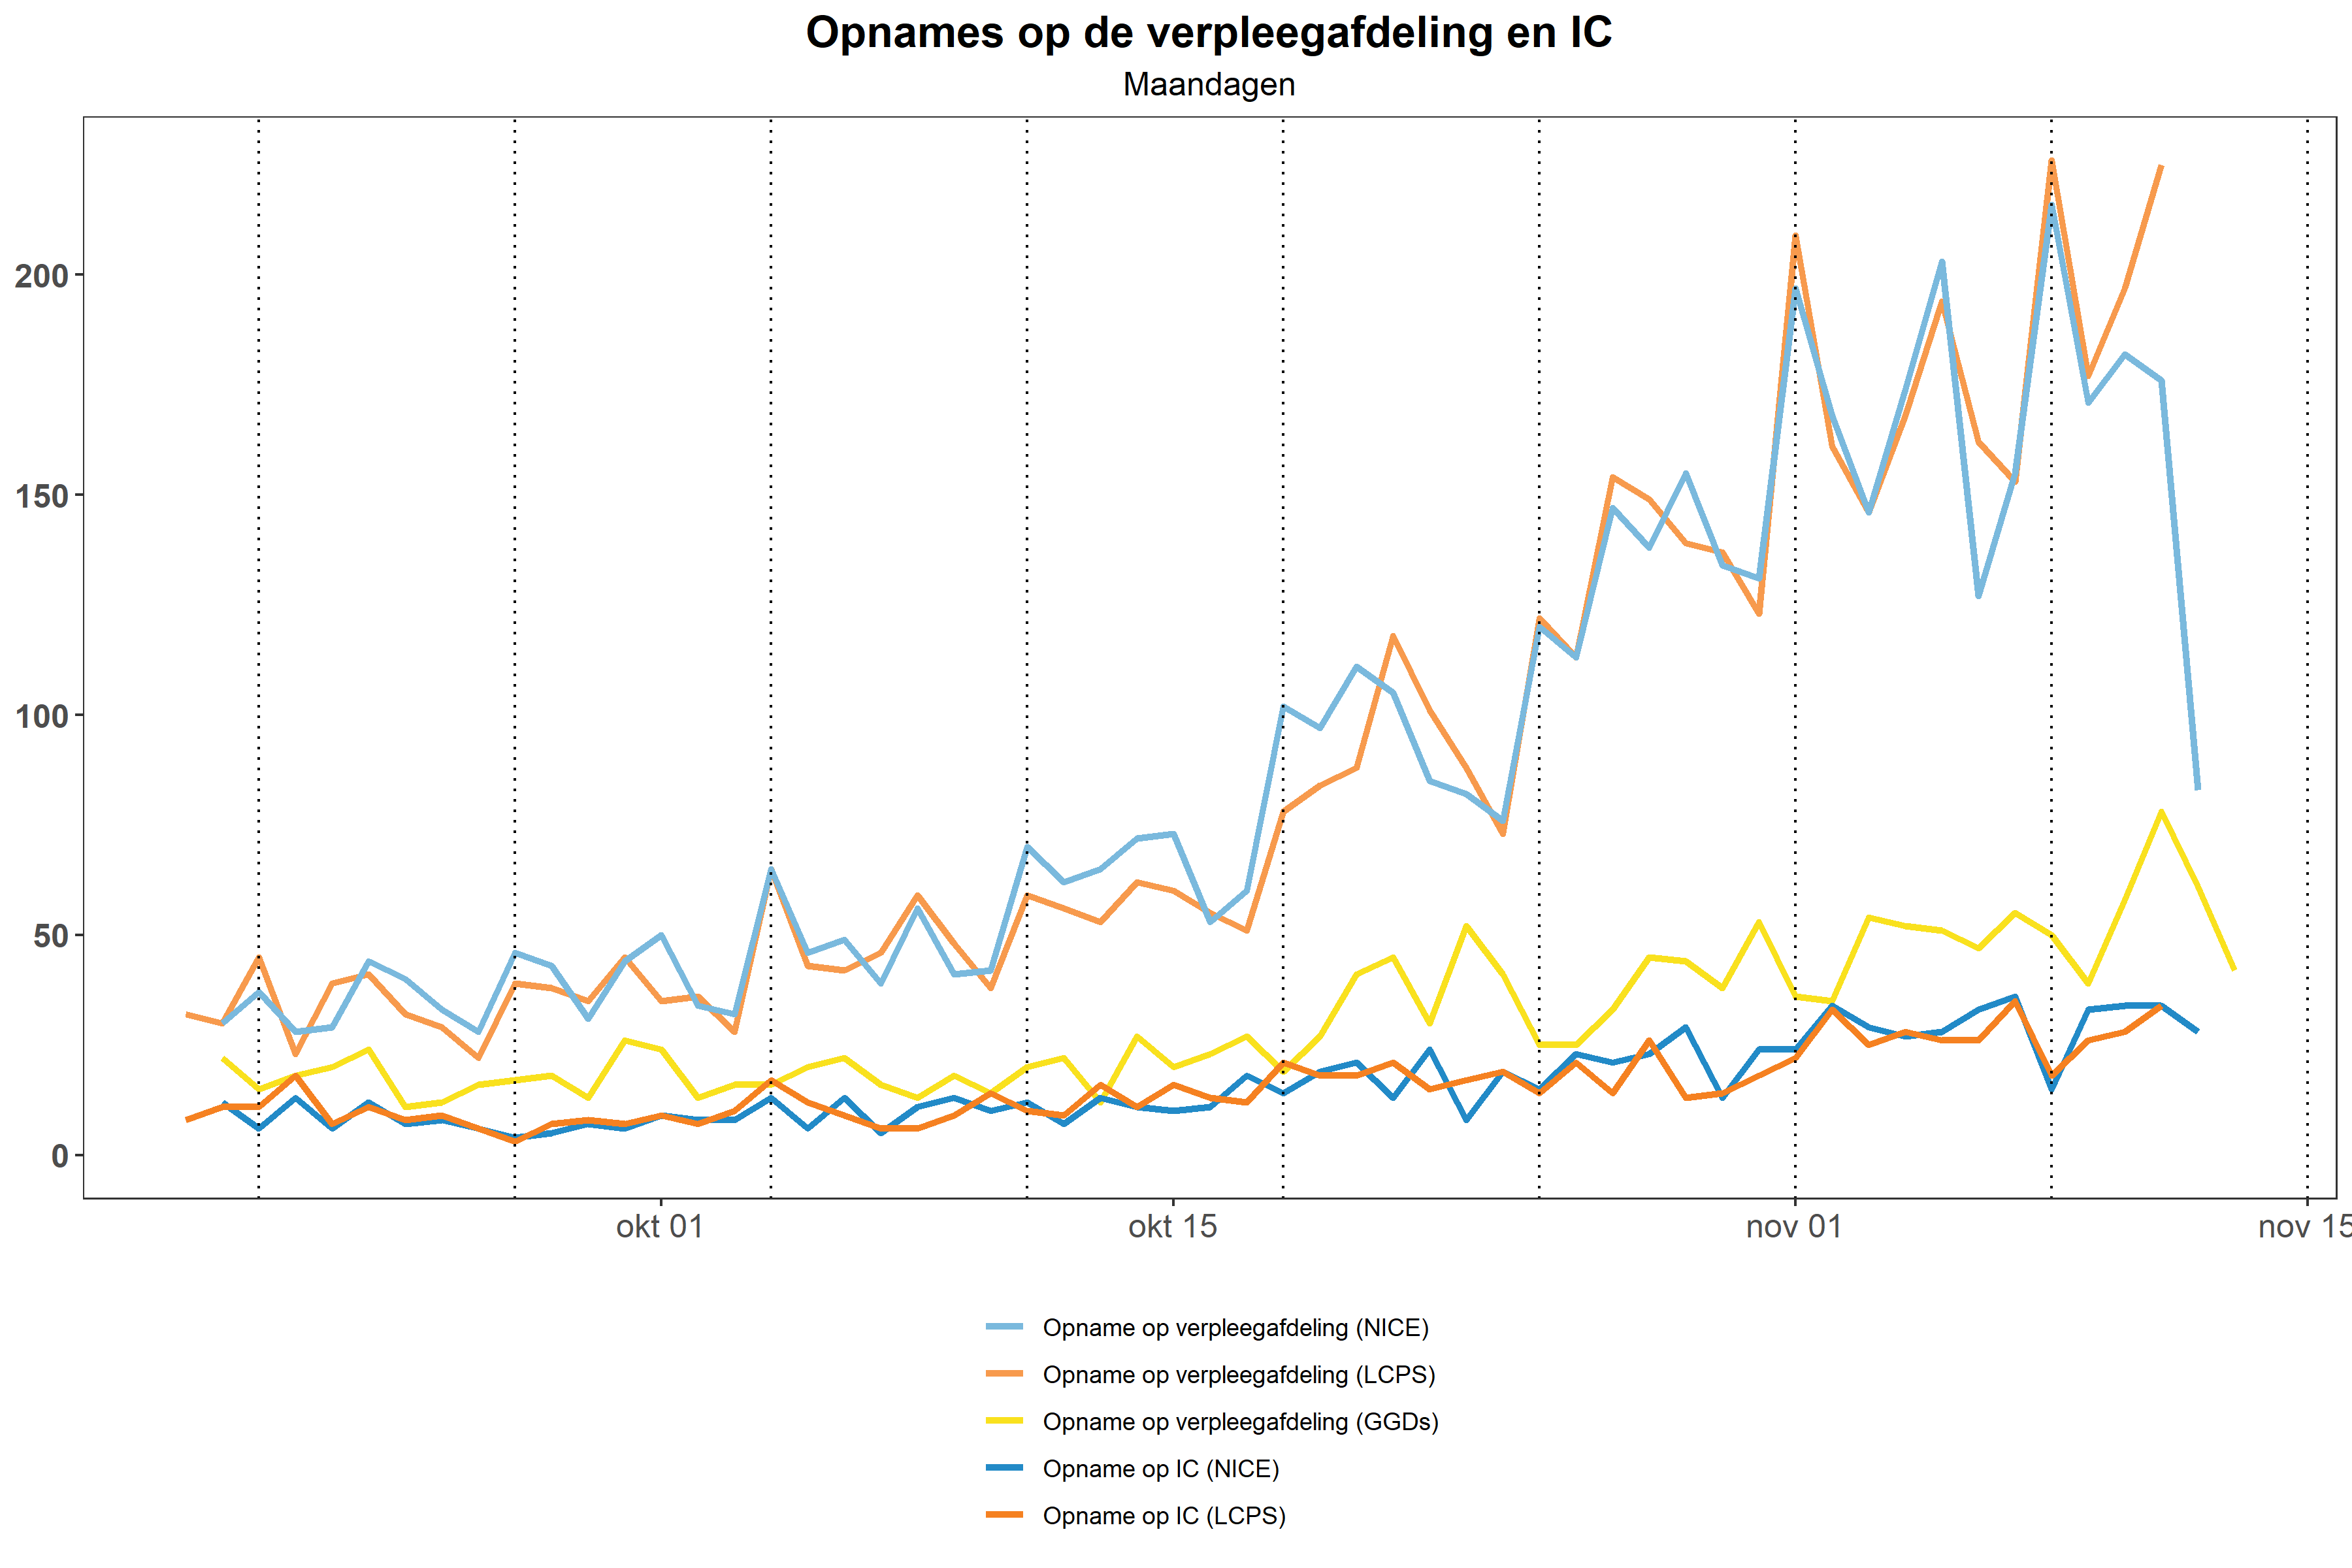 Opnames op de verpleegafdeling en IC
Maandagen
200
150
100
50
0
okt 01
okt 15
nov 01
nov 15
Opname op verpleegafdeling (NICE)
Opname op verpleegafdeling (LCPS)
Opname op verpleegafdeling (GGDs)
Opname op IC (NICE)
Opname op IC (LCPS)